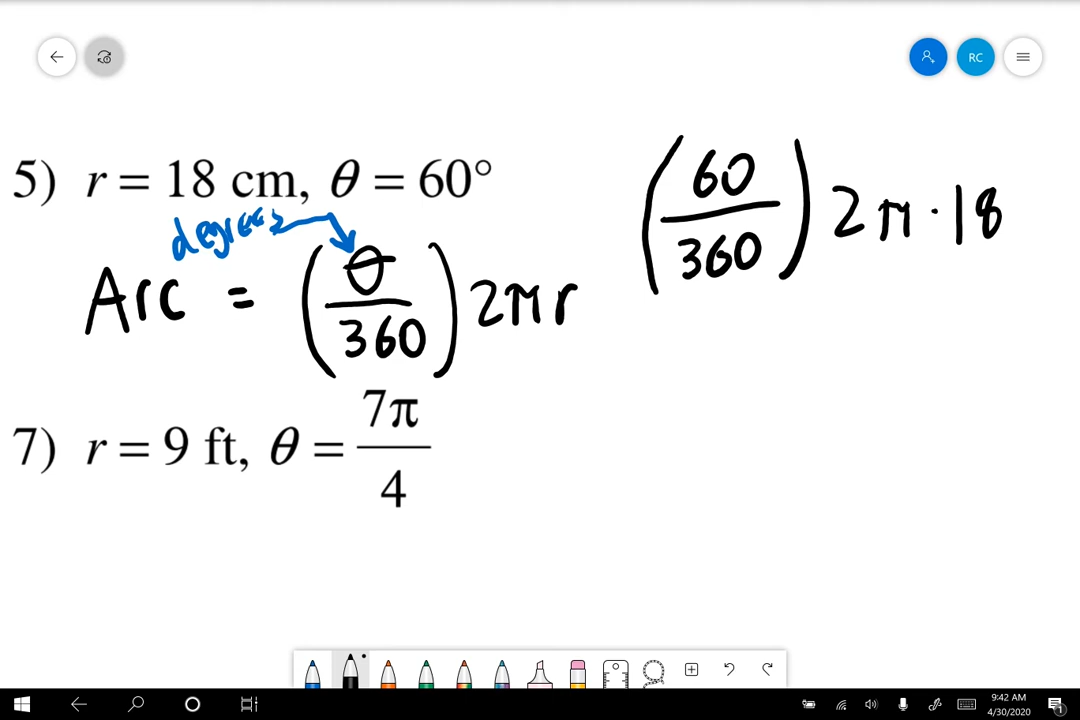 RC
5) r = 18 cm, θ = 60°
(60/360) 2π · 18
degrees
Arc = (θ/360) 2πr
7) r = 9 ft, θ = 7π/4
9:42 AM
4/30/2020
1